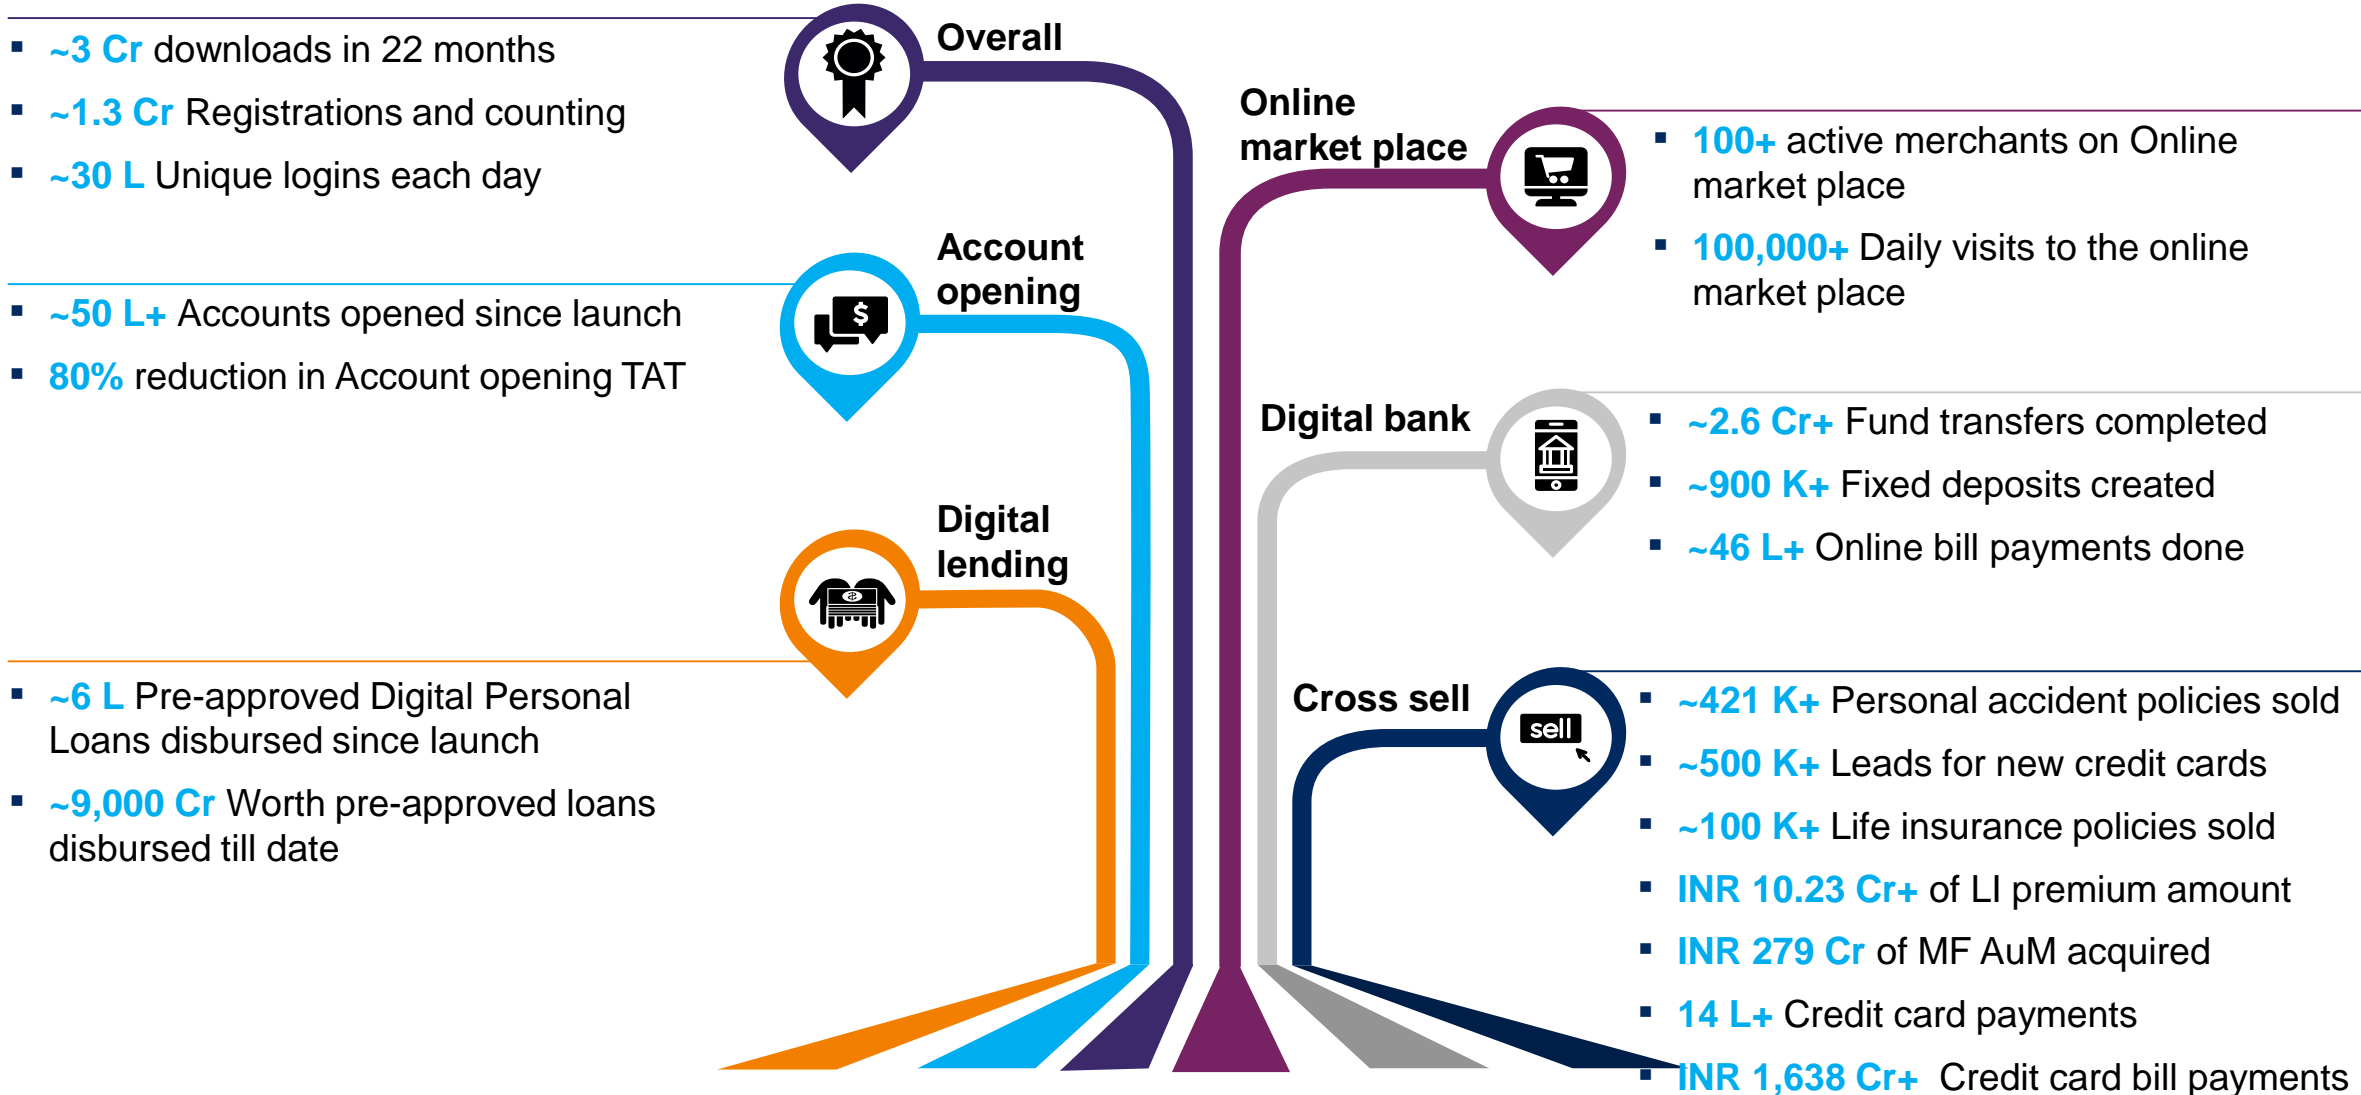 Overall
~3 Cr downloads in 22 months
~1.3 Cr Registrations and counting
~30 L Unique logins each day
Account
opening
~50 L+ Accounts opened since launch
80% reduction in Account opening TAT
Digital
lending
~6 L Pre-approved Digital Personal
Loans disbursed since launch
~9,000 Cr Worth pre-approved loans
disbursed till date
Online
market place
100+ active merchants on Online
market place
100,000+ Daily visits to the online
market place
Digital bank
~2.6 Cr+ Fund transfers completed
~900 K+ Fixed deposits created
~46 L+ Online bill payments done
Cross sell
sell
~421 K+ Personal accident policies sold
~500 K+ Leads for new credit cards
~100 K+ Life insurance policies sold
INR 10.23 Cr+ of LI premium amount
INR 279 Cr of MF AuM acquired
14 L+ Credit card payments
INR 1,638 Cr+ Credit card bill payments